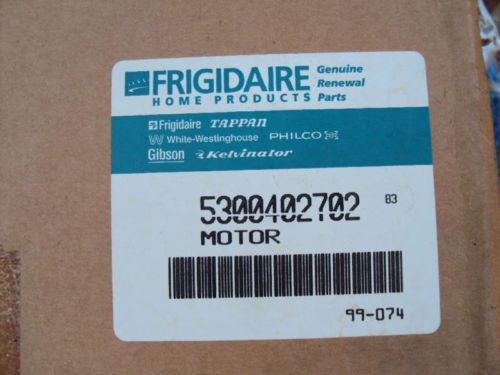 FRIGIDAIRE
HOME PRODUCTS
Genuine
Renewal
Parts
Frigidaire TAPPAN
White-Westinghouse PHILCO
Gibson Kelvinator
5300402702 83
MOTOR
99-074